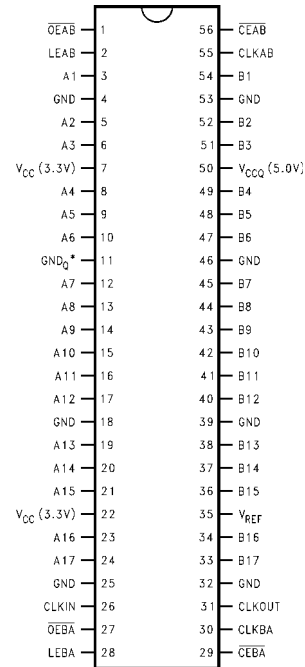 O̅E̅A̅B̅ 1 56 C̅E̅A̅B̅
LEAB 2 55 CLKAB
A1 3 54 B1
GND 4 53 GND
A2 5 52 B2
A3 6 51 B3
VCC (3.3V) 7 50 VCCQ (5.0V)
A4 8 49 B4
A5 9 48 B5
A6 10 47 B6
GNDQ* 11 46 GND
A7 12 45 B7
A8 13 44 B8
A9 14 43 B9
A10 15 42 B10
A11 16 41 B11
A12 17 40 B12
GND 18 39 GND
A13 19 38 B13
A14 20 37 B14
A15 21 36 B15
VCC (3.3V) 22 35 VREF
A16 23 34 B16
A17 24 33 B17
GND 25 32 GND
CLKIN 26 31 CLKOUT
O̅E̅B̅A̅ 27 30 CLKBA
LEBA 28 29 C̅E̅B̅A̅